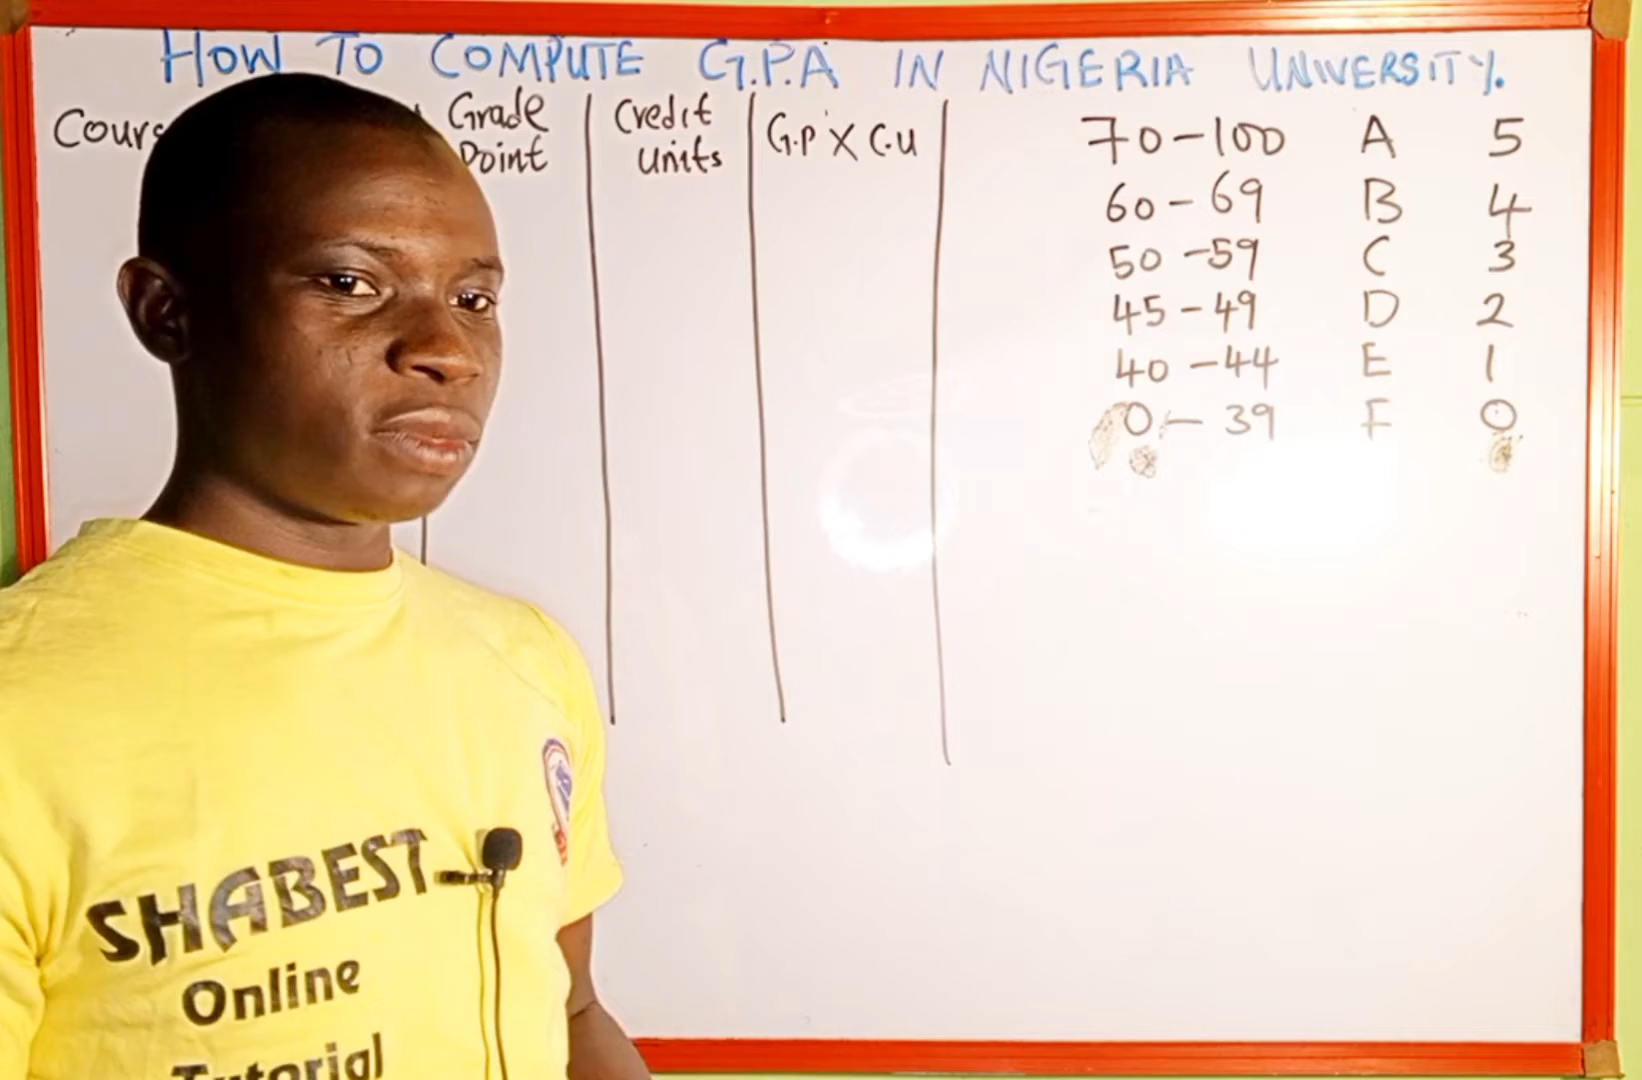 HOW TO COMPUTE G.P.A IN NIGERIA UNIVERSITY.
Grade Point
Credit Units
G.P X C.U
70-100 A 5
60-69 B 4
50-59 C 3
45-49 D 2
40-44 E 1
0-39 F 0
SHABEST
Online
Tutorial